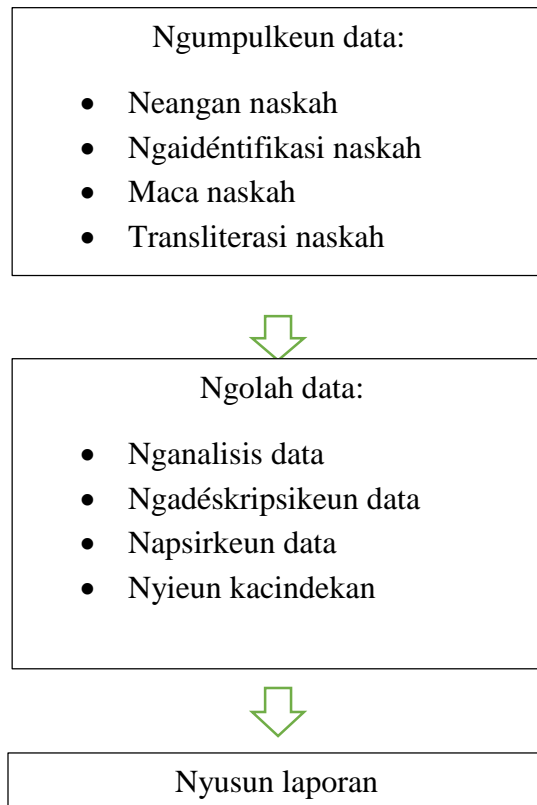 Ngumpulkeun data:
• Neangan naskah
• Ngaidéntifikasi naskah
• Maca naskah
• Transliterasi naskah
Ngolah data:
• Nganalisis data
• Ngadéskripsikeun data
• Napsirkeun data
• Nyieun kacindekan
Nyusun laporan